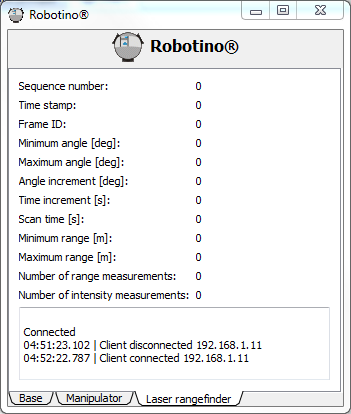 Robotino®
Robotino®
Sequence number: 0
Time stamp: 0
Frame ID: 0
Minimum angle [deg]: 0
Maximum angle [deg]: 0
Angle increment [deg]: 0
Time increment [s]: 0
Scan time [s]: 0
Minimum range [m]: 0
Maximum range [m]: 0
Number of range measurements: 0
Number of intensity measurements: 0
Connected
04:51:23.102 | Client disconnected 192.168.1.11
04:52:22.787 | Client connected 192.168.1.11
Base Manipulator Laser rangefinder